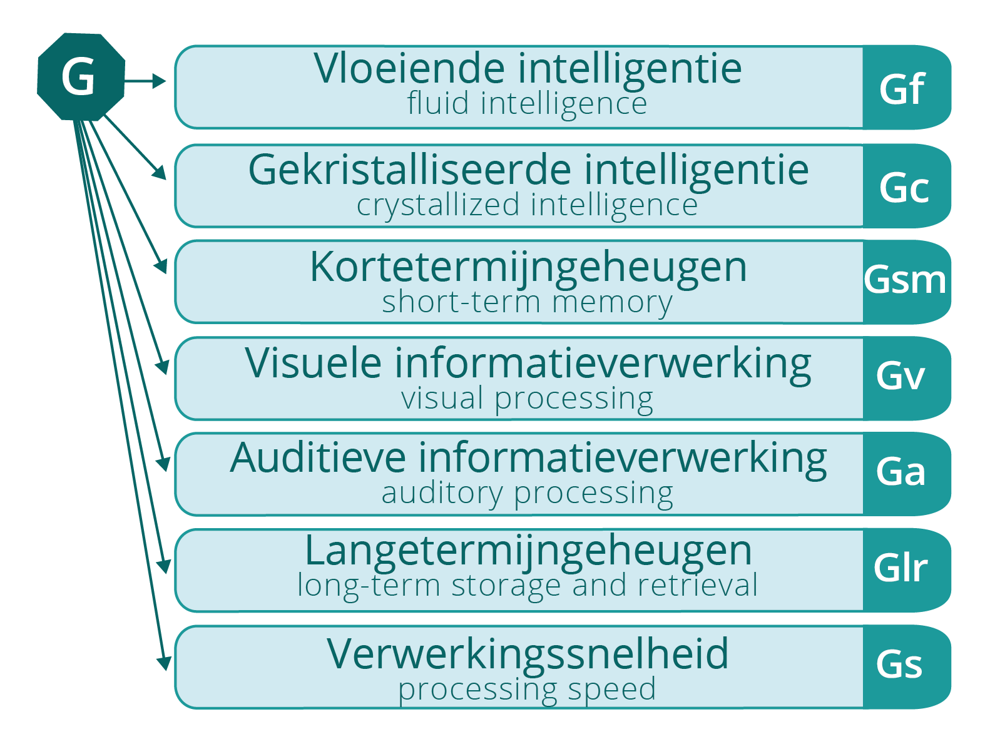 G
Vloeiende intelligentie
fluid intelligence
Gf
Gekristalliseerde intelligentie
crystallized intelligence
Gc
Kortetermijngeheugen
short-term memory
Gsm
Visuele informatieverwerking
visual processing
Gv
Auditieve informatieverwerking
auditory processing
Ga
Langetermijngeheugen
long-term storage and retrieval
Glr
Verwerkingssnelheid
processing speed
Gs